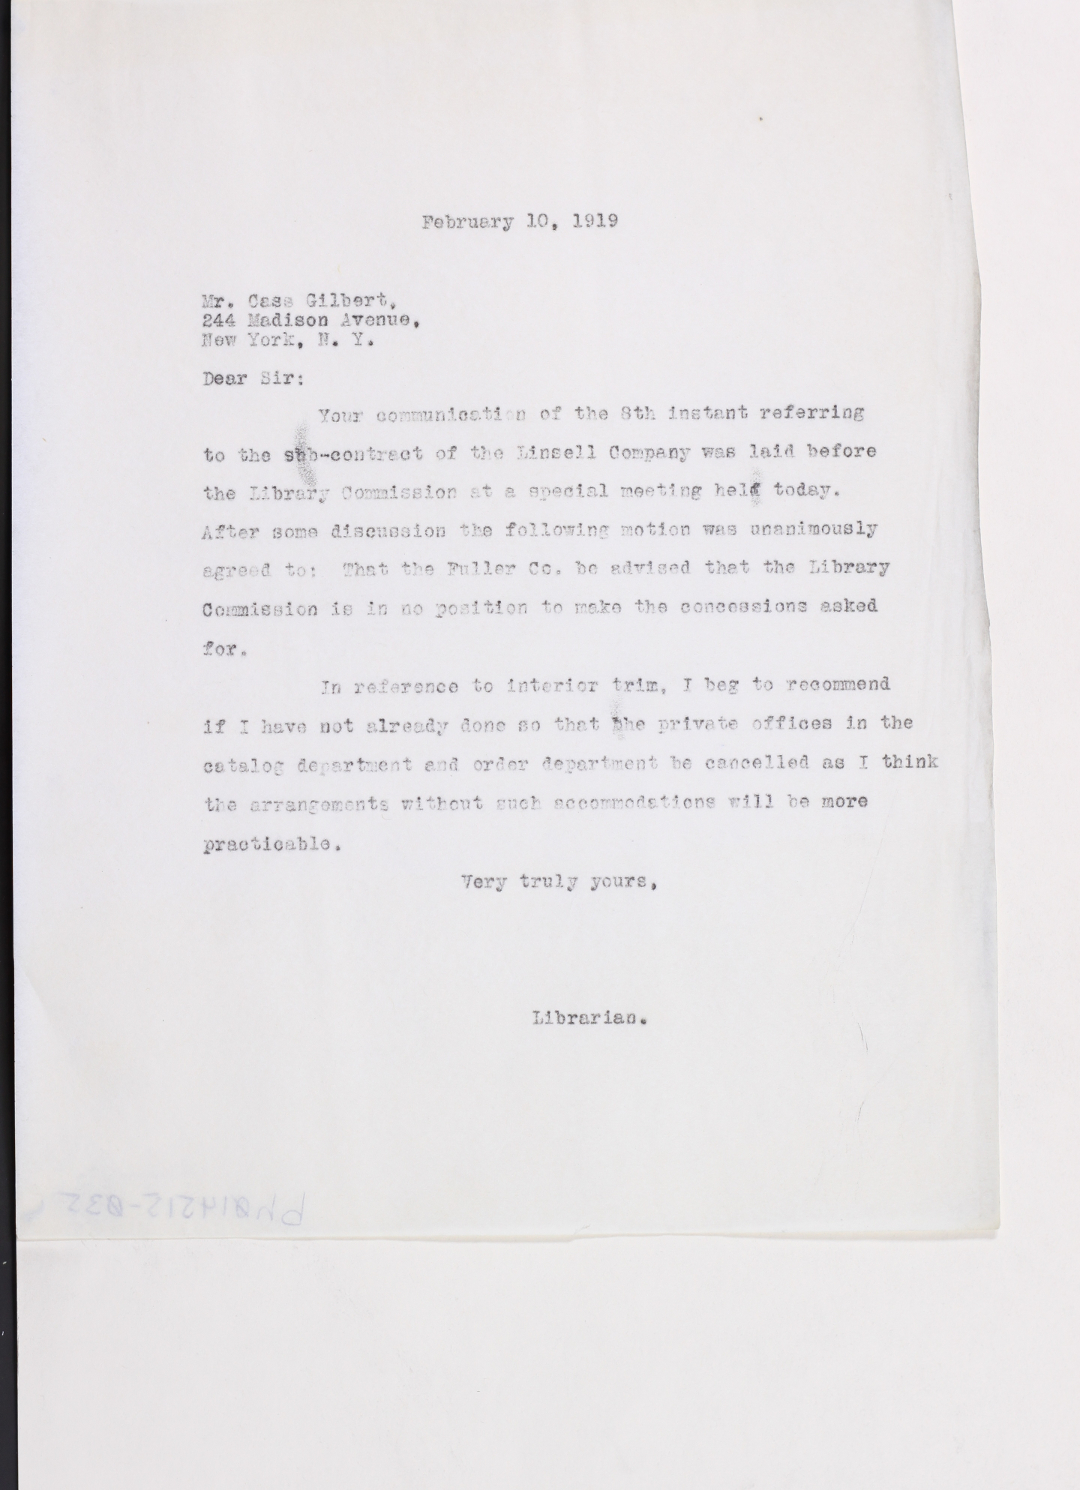 February 10, 1919
Mr. Cass Gilbert,
244 Madison Avenue,
New York, N. Y.
Dear Sir:
Your communication of the 8th instant referring
to the sub-contract of the Linsell Company was laid before
the Library Commission at a special meeting held today.
After some discussion the following motion was unanimously
agreed to: That the Fuller Co. be advised that the Library
Commission is in no position to make the concessions asked
for.
In reference to interior trim, I beg to recommend
if I have not already done so that the private offices in the
catalog department and order department be cancelled as I think
the arrangements without such accommodations will be more
practicable.
Very truly yours,
Librarian.